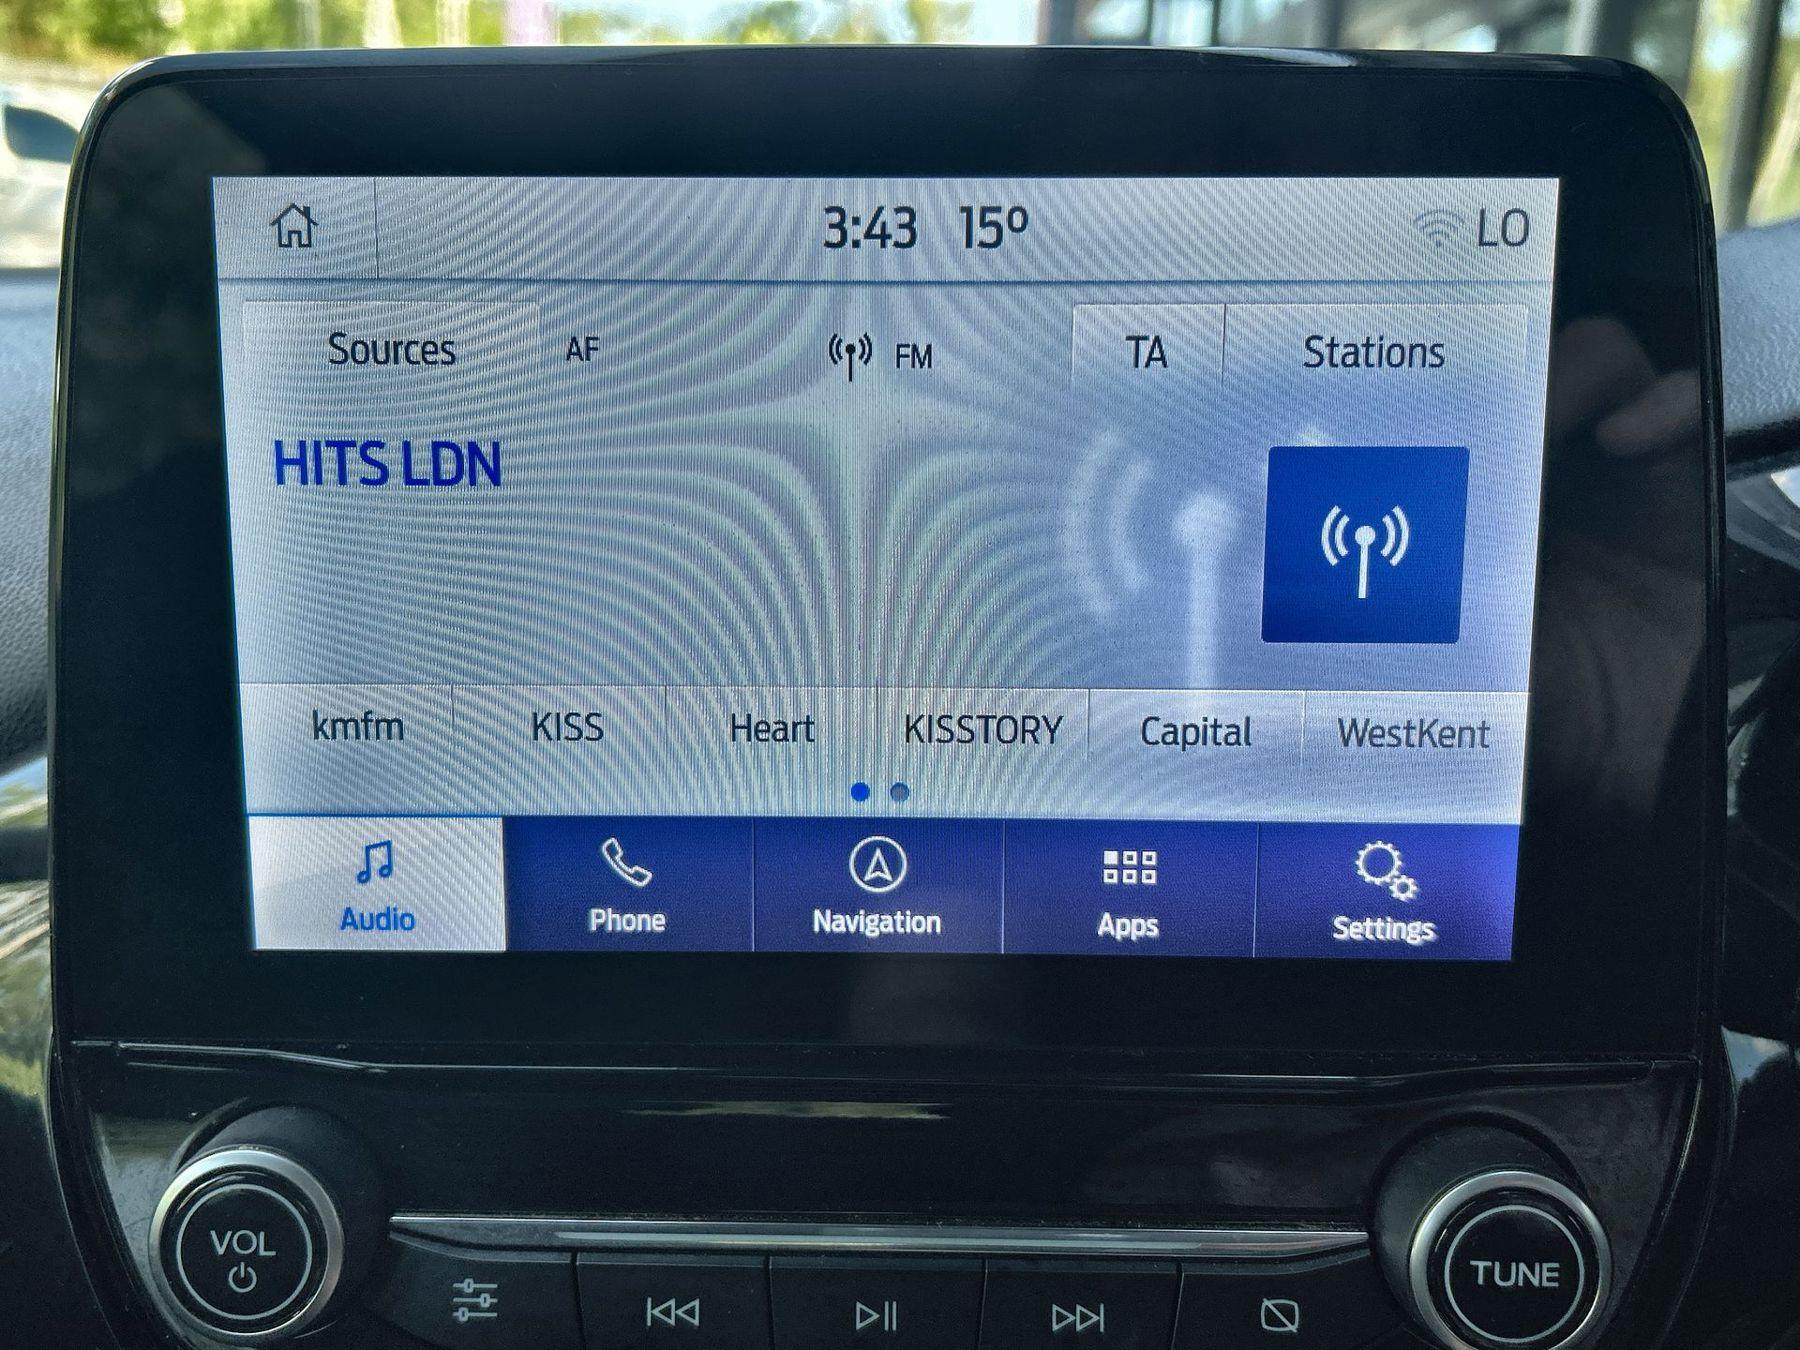 3:43 15º LO
Sources AF FM TA Stations
HITS LDN
kmfm KISS Heart KISSTORY Capital WestKent
Audio Phone Navigation Apps Settings
VOL TUNE